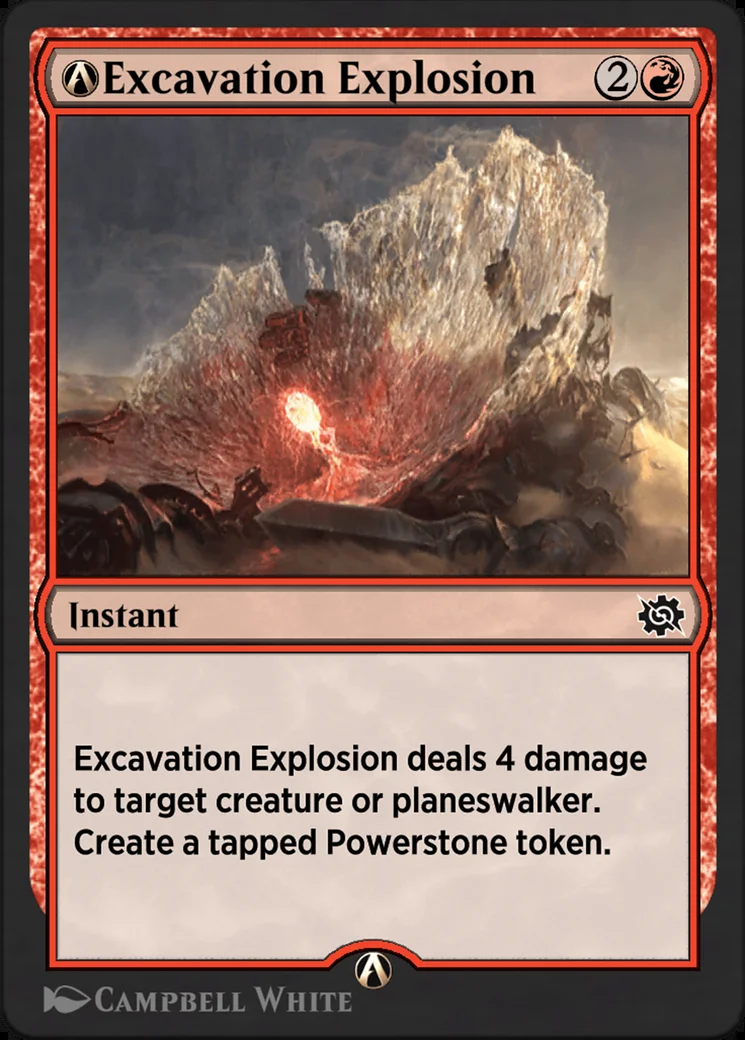 Excavation Explosion 2
Instant
Excavation Explosion deals 4 damage
to target creature or planeswalker.
Create a tapped Powerstone token.
Campbell White